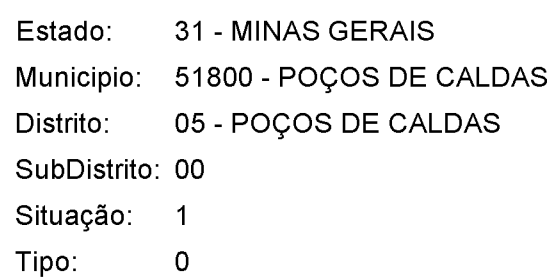 Estado: 31 - MINAS GERAIS
Municipio: 51800 - POÇOS DE CALDAS
Distrito: 05 - POÇOS DE CALDAS
SubDistrito: 00
Situação: 1
Tipo: 0